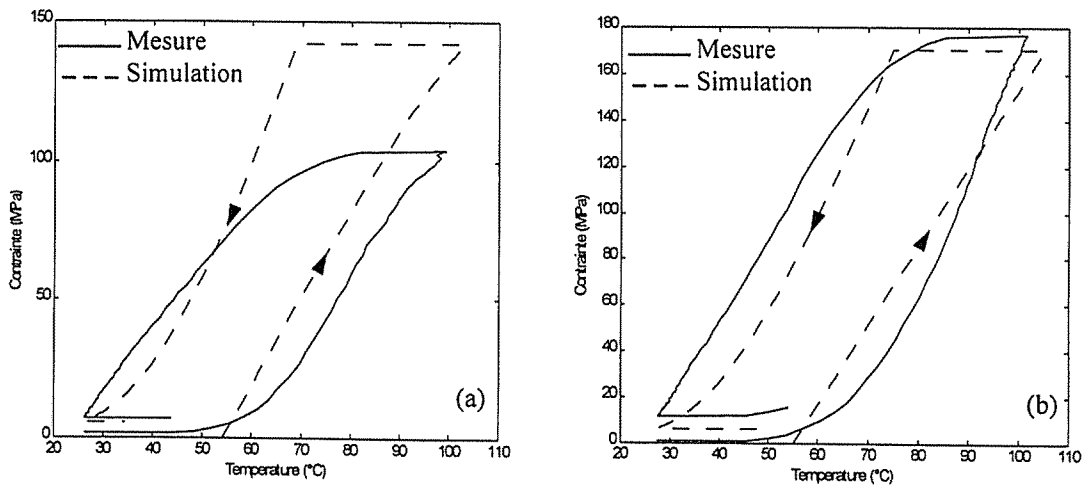 150
100
50
0
20 30 40 50 60 70 80 90 100 110
Contrainte (MPa)
Temperature (°C)
Mesure
Simulation
(a)
180
160
140
120
100
80
60
40
20
0
20 30 40 50 60 70 80 90 100 110
Contrainte (MPa)
Temperature (°C)
Mesure
Simulation
(b)